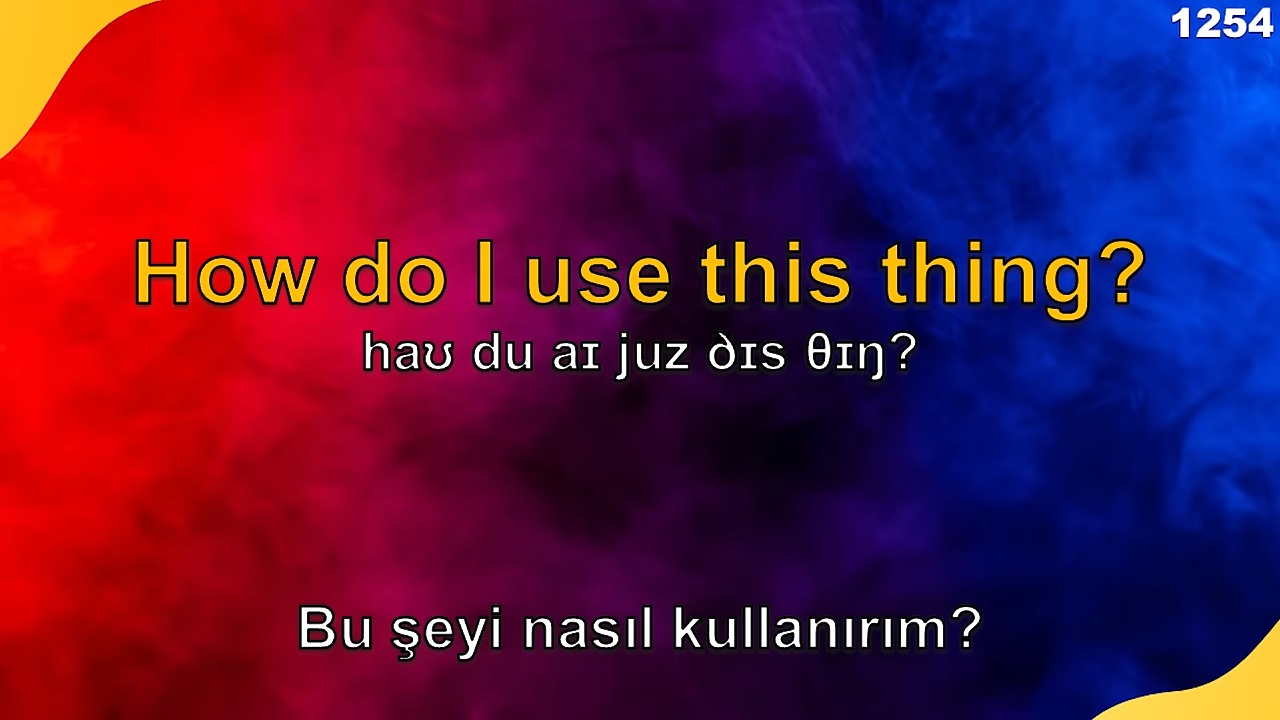 1254
How do I use this thing?
haʊ du aɪ juz ðɪs θɪŋ?
Bu şeyi nasıl kullanırım?